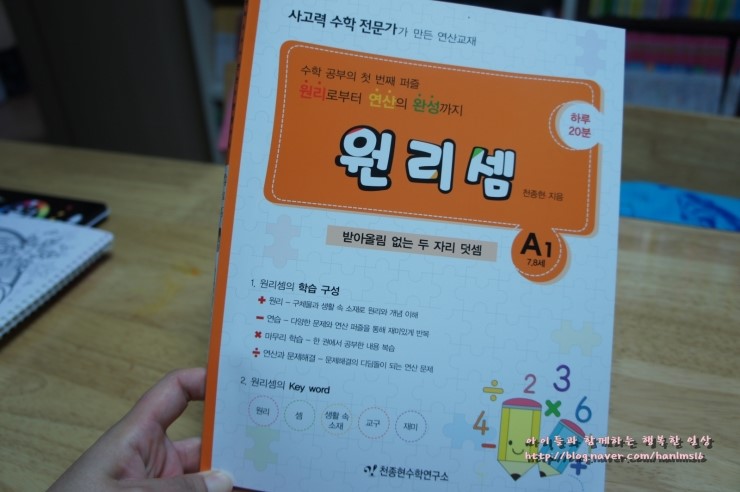 사고력 수학 전문가가 만든 연산교재
수학 공부의 첫 번째 퍼즐
원리로부터 연산의 완성까지
하루
20분
원리셈
천종현 지음
받아올림 없는 두 자리 덧셈
A1
7,8세
1. 원리셈의 학습 구성
+ 원리 – 구체물과 생활 속 소재로 원리와 개념 이해
− 연습 – 다양한 문제와 연산 퍼즐을 통해 재미있게 반복
× 마무리 학습 – 한 권에서 공부한 내용 복습
÷ 연산과 문제해결 – 문제해결의 디딤돌이 되는 연산 문제
2. 원리셈의 Key word
원리
셈
생활 속
소재
교구
재미
÷ 2 3
4 × 6
−
천종현수학연구소
아이들과 함께하는 행복한 일상
http://blog.naver.com/hanlms16